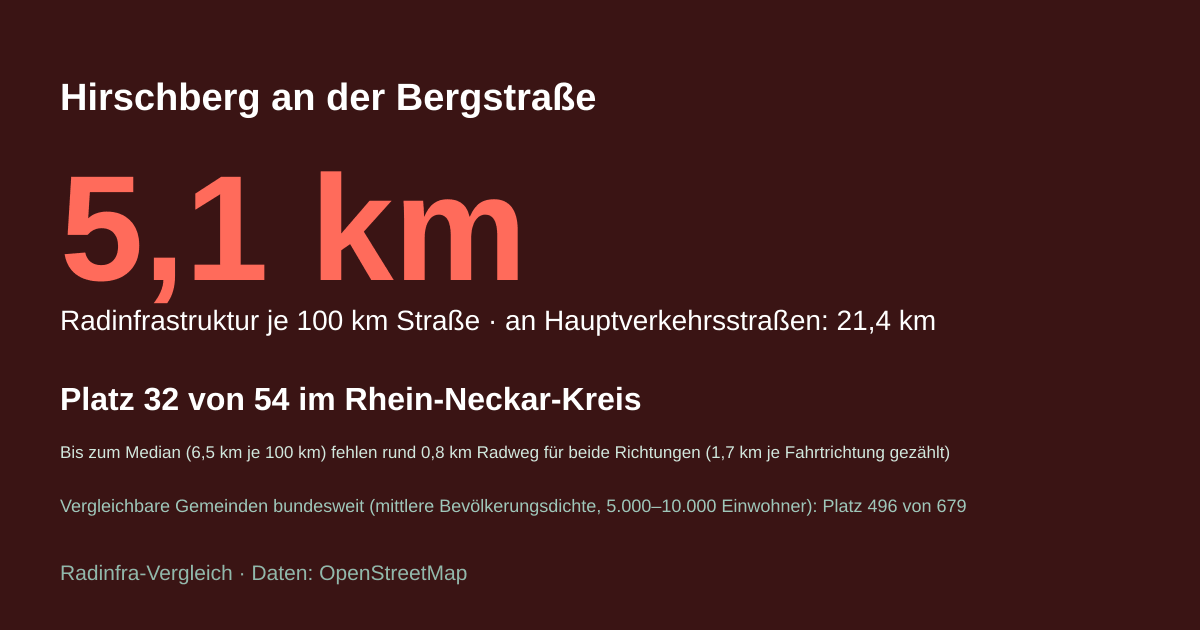 Hirschberg an der Bergstraße
5,1 km
Radinfrastruktur je 100 km Straße · an Hauptverkehrsstraßen: 21,4 km
Platz 32 von 54 im Rhein-Neckar-Kreis
Bis zum Median (6,5 km je 100 km) fehlen rund 0,8 km Radweg für beide Richtungen (1,7 km je Fahrtrichtung gezählt)
Vergleichbare Gemeinden bundesweit (mittlere Bevölkerungsdichte, 5.000–10.000 Einwohner): Platz 496 von 679
Radinfra-Vergleich · Daten: OpenStreetMap